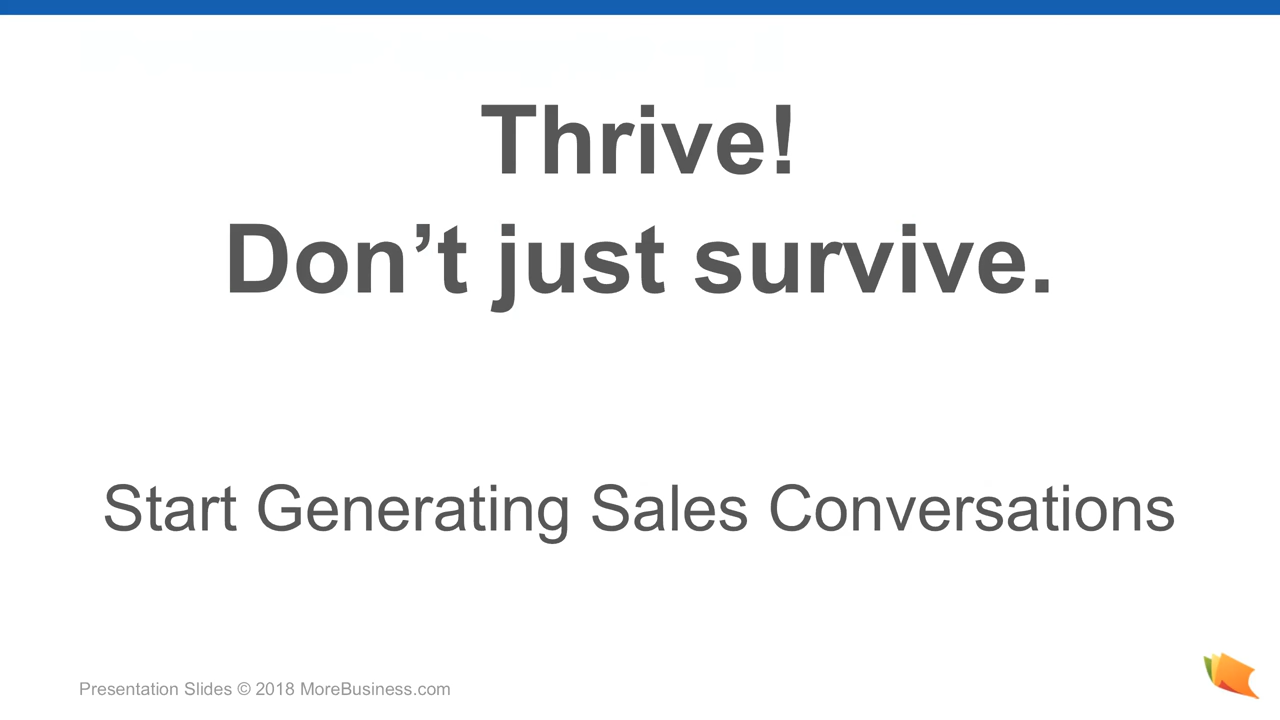 Thrive!
Don’t just survive.
Start Generating Sales Conversations
Presentation Slides © 2018 MoreBusiness.com